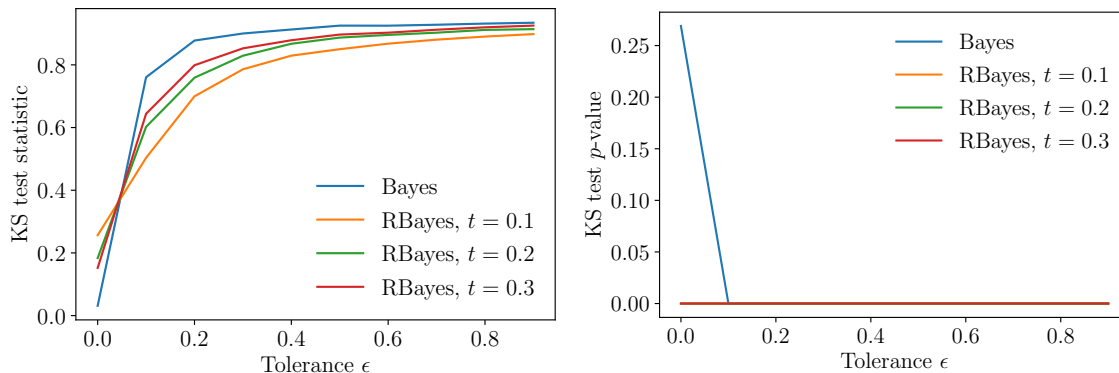 KS test statistic
0.8
0.6
0.4
0.2
0.0
Bayes
RBayes, t = 0.1
RBayes, t = 0.2
RBayes, t = 0.3
0.0 0.2 0.4 0.6 0.8
Tolerance ϵ
KS test p-value
0.25
0.20
0.15
0.10
0.05
0.00
Bayes
RBayes, t = 0.1
RBayes, t = 0.2
RBayes, t = 0.3
0.0 0.2 0.4 0.6 0.8
Tolerance ϵ